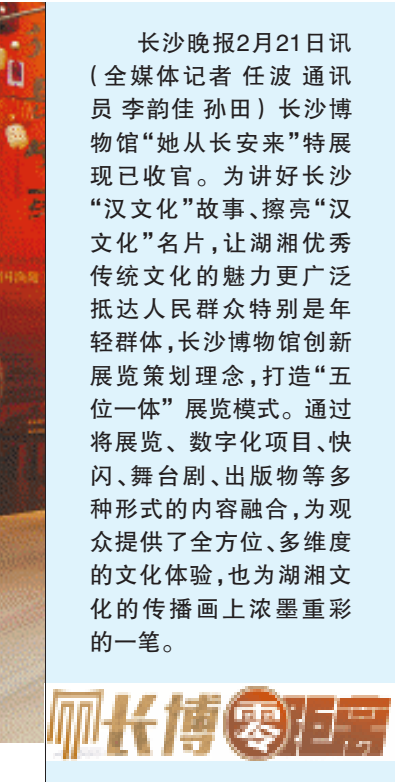 长沙晚报2月21日讯
（全媒体记者 任波 通讯
员 李韵佳 孙田）长沙博
物馆“她从长安来”特展
现已收官。为讲好长沙
“汉文化”故事、擦亮“汉
文化”名片，让湖湘优秀
传统文化的魅力更广泛
抵达人民群众特别是年
轻群体，长沙博物馆创新
展览策划理念，打造“五
位一体” 展览模式。通过
将展览、数字化项目、快
闪、舞台剧、出版物等多
种形式的内容融合，为观
众提供了全方位、多维度
的文化体验，也为湖湘文
化的传播画上浓墨重彩
的一笔。
长博零距离